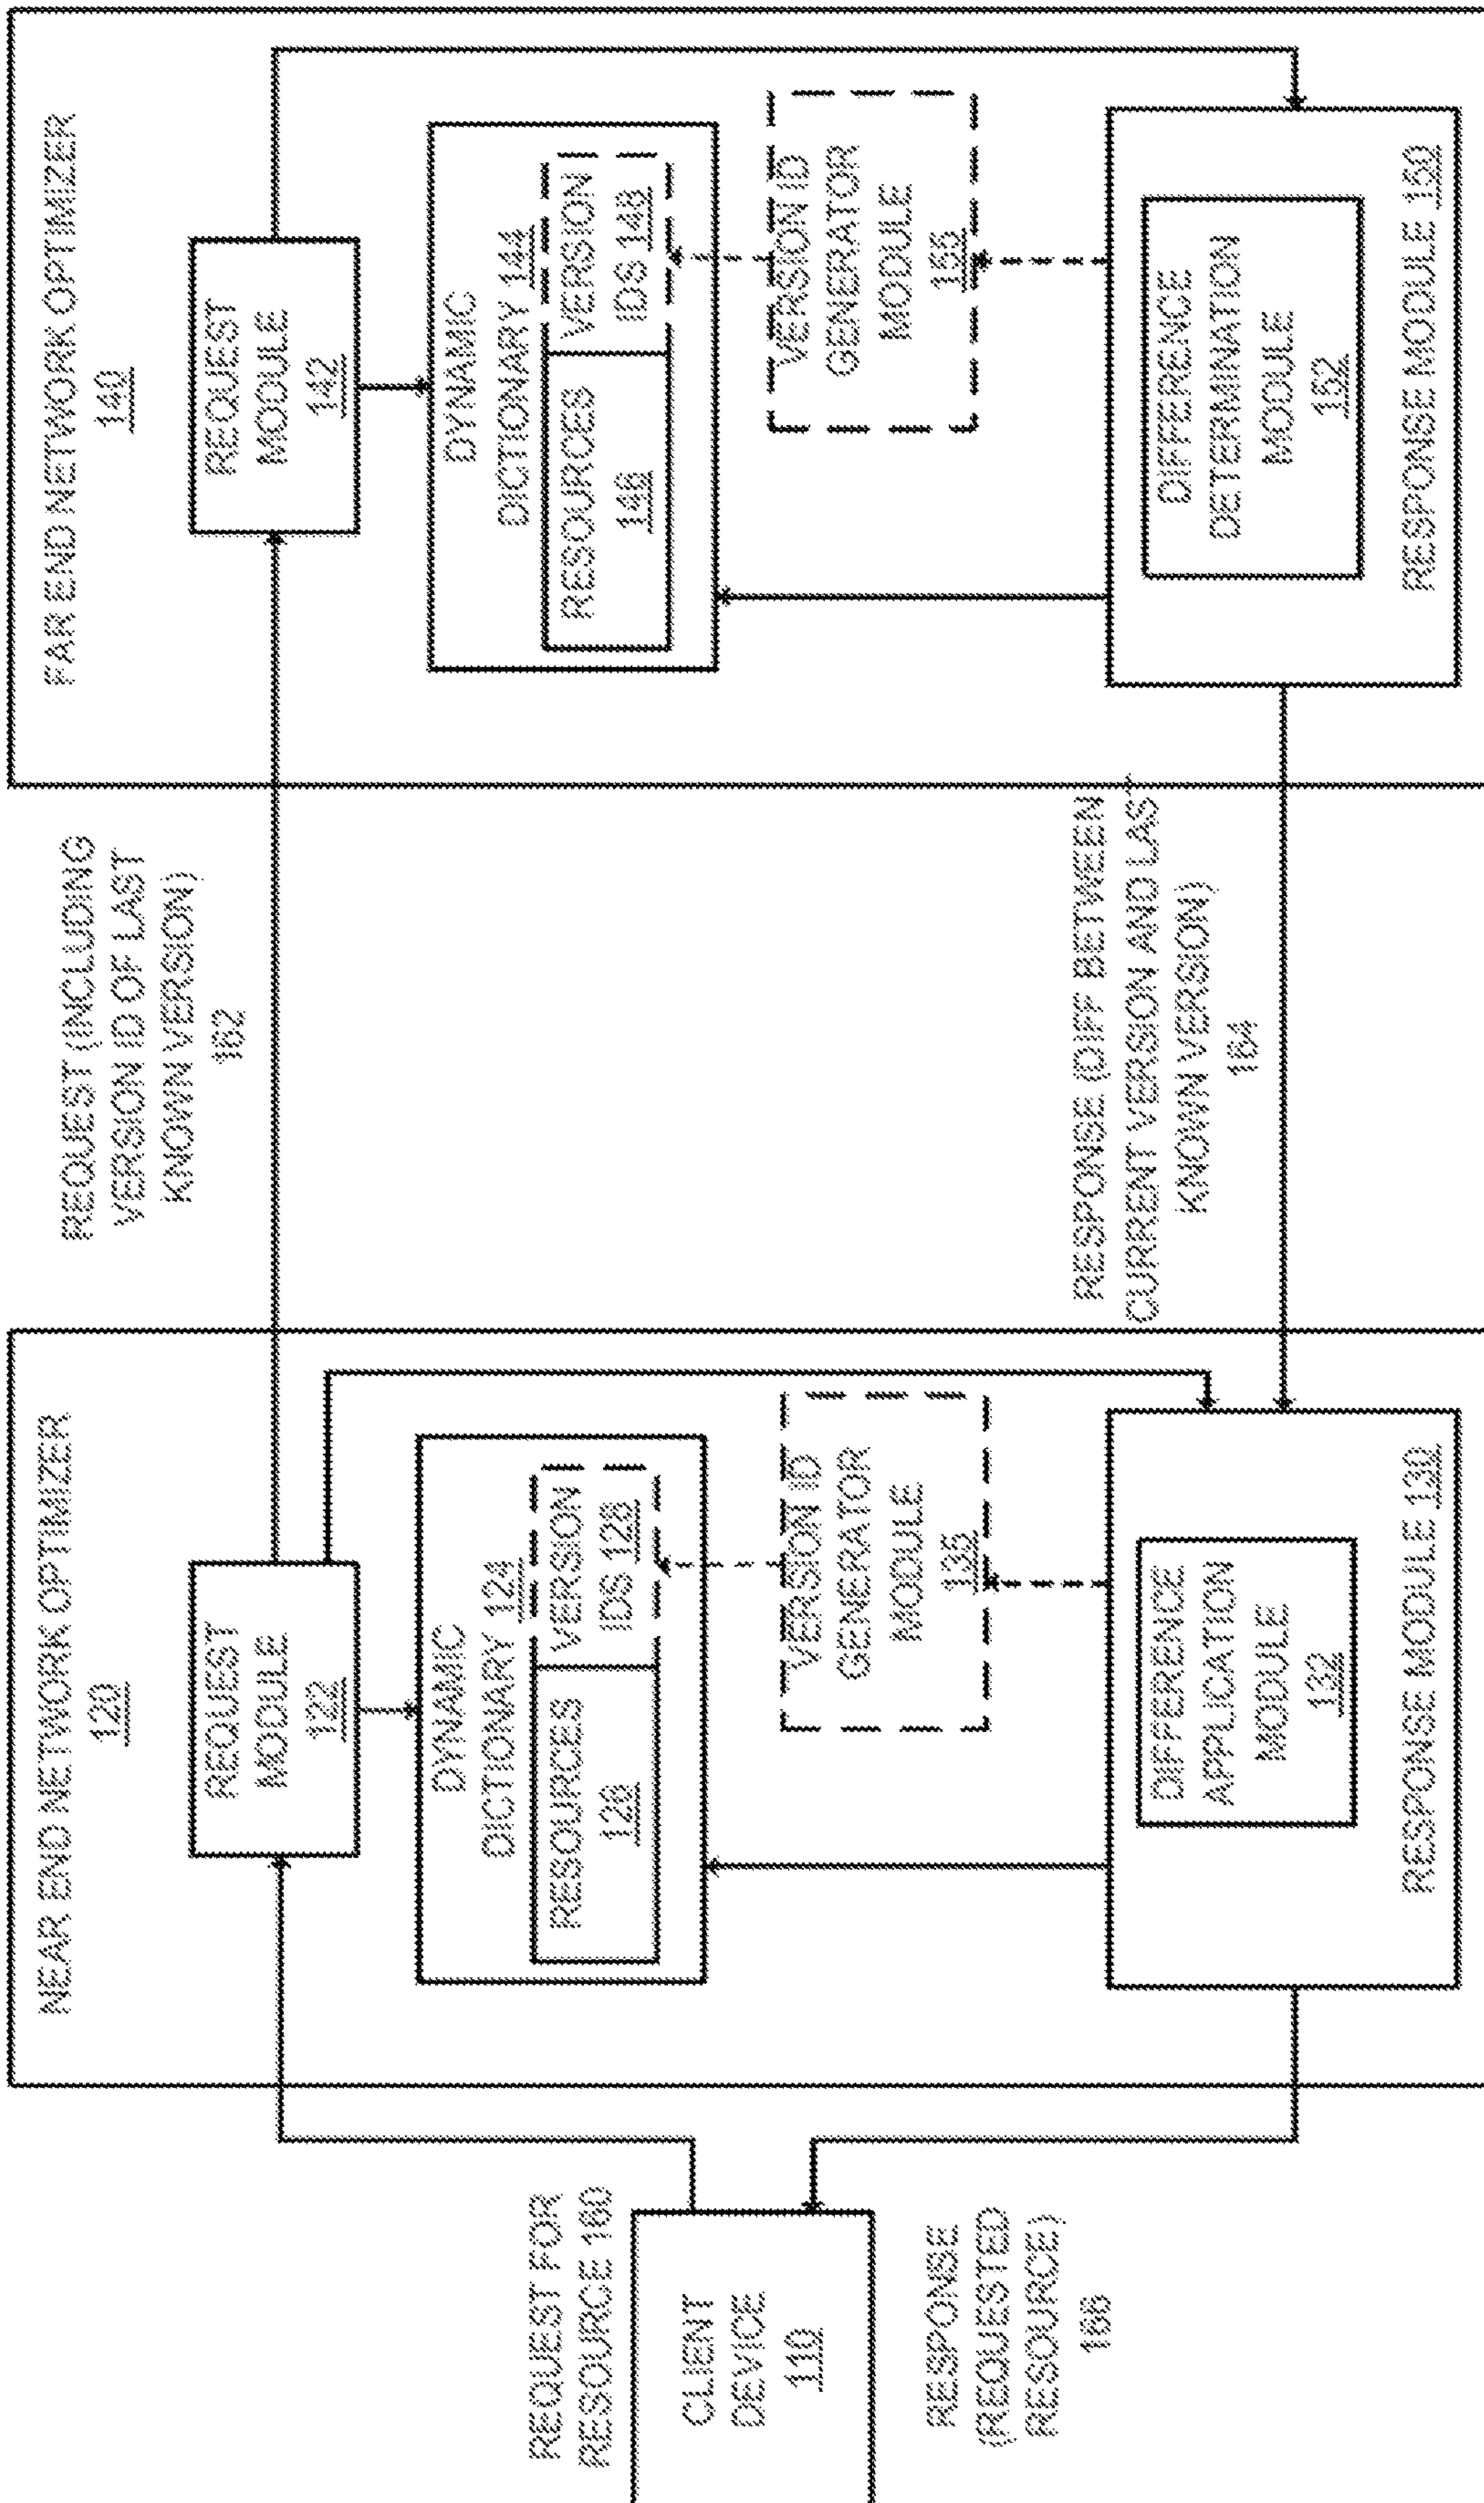 REQUEST FOR
RESOURCE 160
CLIENT
DEVICE
110
RESPONSE
(REQUESTED
RESOURCE)
166
NEAR END NETWORK OPTIMIZER
120
REQUEST
MODULE
122
DYNAMIC
DICTIONARY 124
RESOURCES
126
VERSION
IDS 128
VERSION ID
GENERATOR
MODULE
135
DIFFERENCE
APPLICATION
MODULE
132
RESPONSE MODULE 130
REQUEST (INCLUDING
VERSION ID OF LAST
KNOWN VERSION)
162
RESPONSE (DIFF BETWEEN
CURRENT VERSION AND LAST
KNOWN VERSION)
164
FAR END NETWORK OPTIMIZER
140
REQUEST
MODULE
142
DYNAMIC
DICTIONARY 144
RESOURCES
146
VERSION
IDS 148
VERSION ID
GENERATOR
MODULE
155
DIFFERENCE
DETERMINATION
MODULE
152
RESPONSE MODULE 150